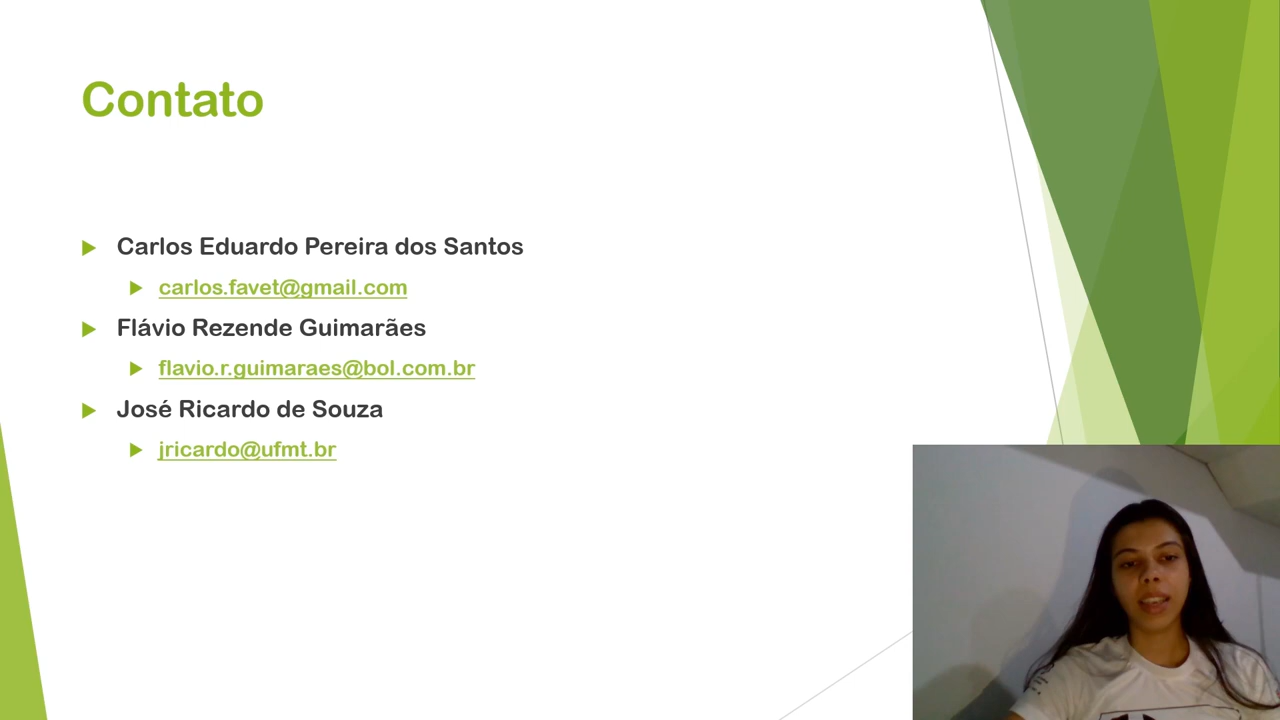 Contato
Carlos Eduardo Pereira dos Santos
carlos.favet@gmail.com
Flávio Rezende Guimarães
flavio.r.guimaraes@bol.com.br
José Ricardo de Souza
jricardo@ufmt.br